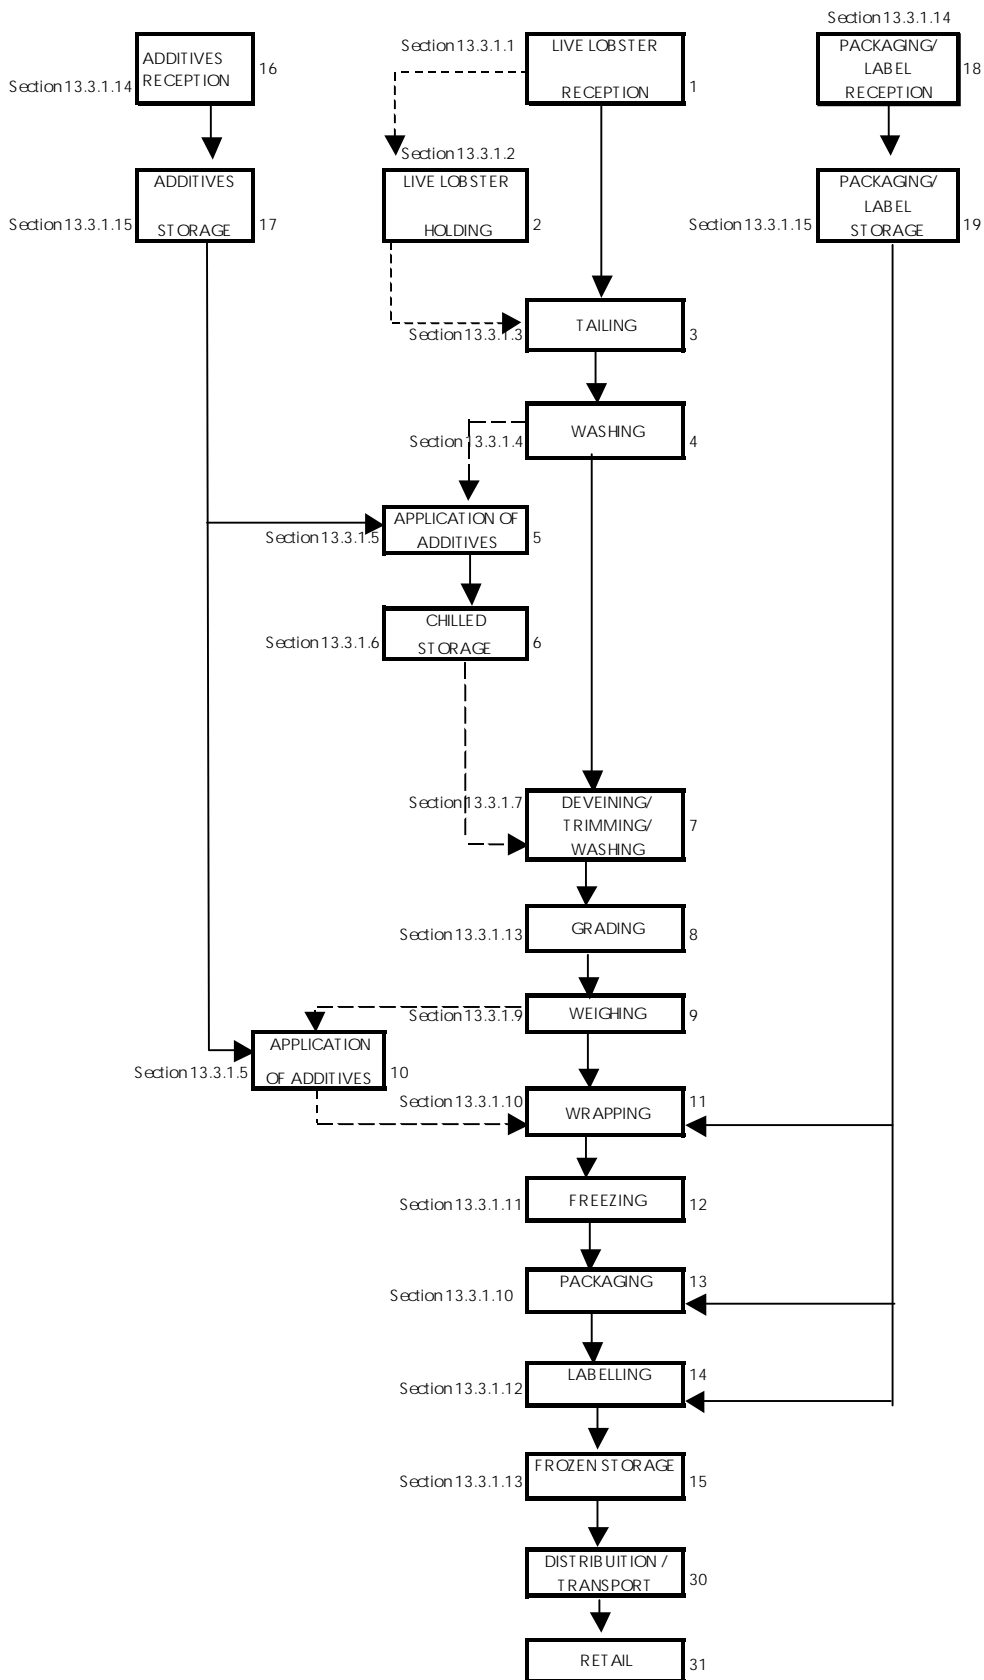 Section 13.3.1.14
Section 13.3.1.14
ADDITIVES
RECEPTION
16
Section 13.3.1.1
LIVE LOBSTER
RECEPTION
1
PACKAGING/
LABEL
RECEPTION
18
Section 13.3.1.15
ADDITIVES
STORAGE
17
Section 13.3.1.2
LIVE LOBSTER
HOLDING
2
Section 13.3.1.15
PACKAGING/
LABEL
STORAGE
19
Section 13.3.1.3
TAILING
3
Section 13.3.1.4
WASHING
4
Section 13.3.1.5
APPLICATION OF
ADDITIVES
5
Section 13.3.1.6
CHILLED
STORAGE
6
Section 13.3.1.7
DEVEINING/
TRIMMING/
WASHING
7
Section 13.3.1.13
GRADING
8
Section 13.3.1.9
WEIGHING
9
Section 13.3.1.5
APPLICATION
OF ADDITIVES
10
Section 13.3.1.10
WRAPPING
11
Section 13.3.1.11
FREEZING
12
Section 13.3.1.10
PACKAGING
13
Section 13.3.1.12
LABELLING
14
Section 13.3.1.13
FROZEN STORAGE
15
DISTRIBUITION /
TRANSPORT
30
RETAIL
31